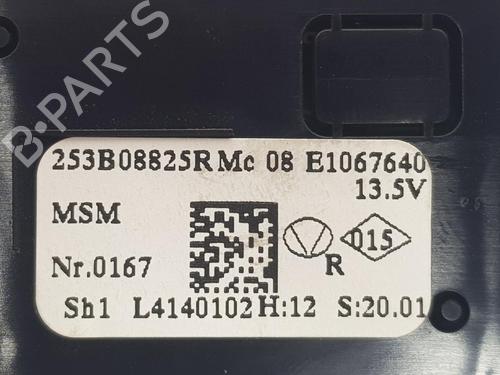 B-PARTS
253B08825R Mc 08 E1067640
13.5V
MSM
015
R
Nr.0167
Sh1 L4140102 H:12 S:20.01